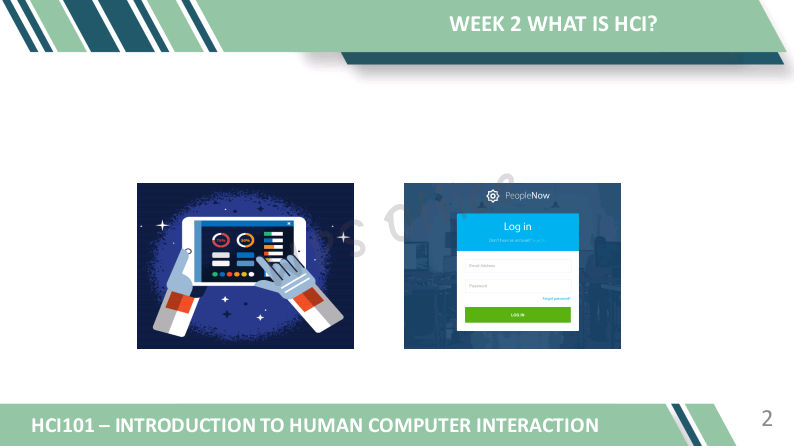 WEEK 2 WHAT IS HCI?
PeopleNow
Log in
Don't have an account?
Email Address
Password
Forgot password?
LOG IN
HCI101 – INTRODUCTION TO HUMAN COMPUTER INTERACTION
2